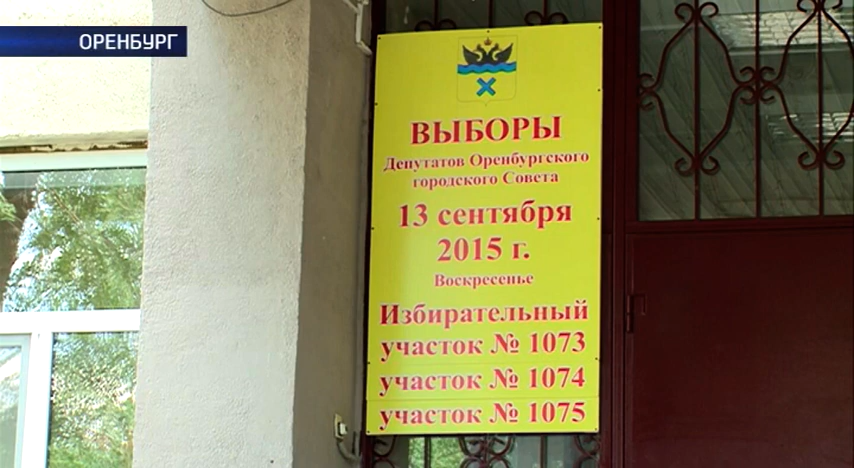 ОРЕНБУРГ
ВЫБОРЫ
Депутатов Оренбургского
городского Совета
13 сентября
2015 г.
Воскресенье
Избирательный
участок № 1073
участок № 1074
участок № 1075